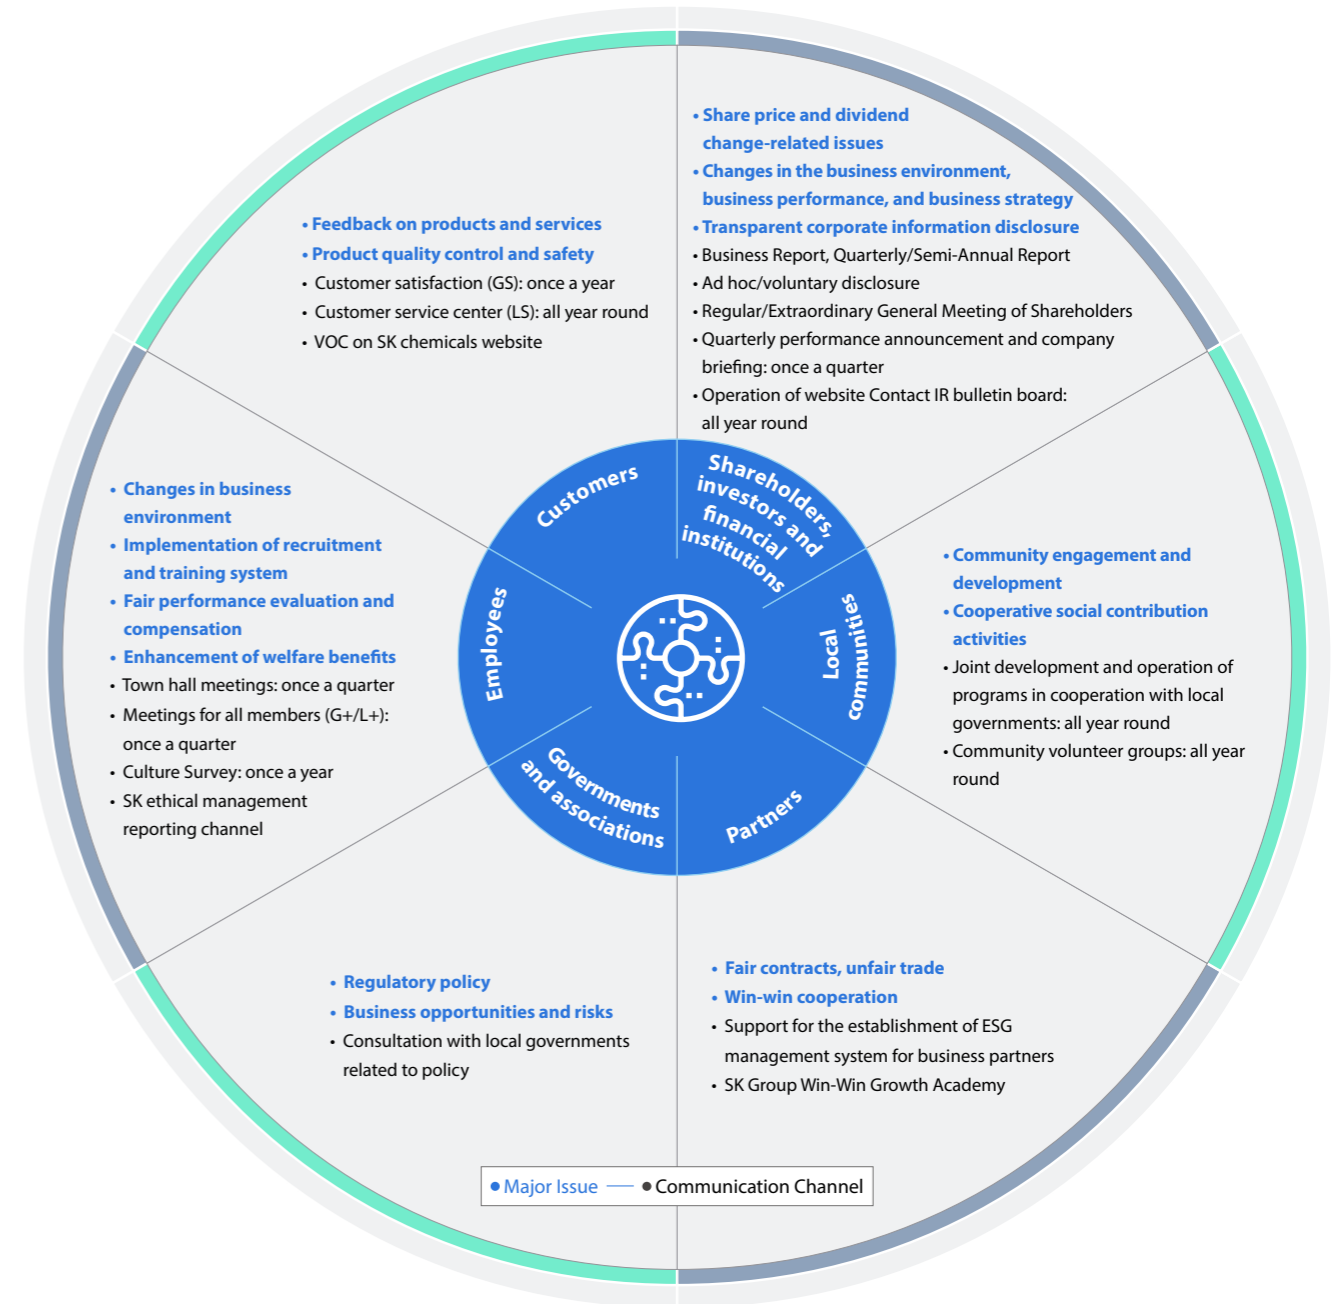 • Share price and dividend
change-related issues
• Changes in the business environment,
business performance, and business strategy
• Transparent corporate information disclosure
• Business Report, Quarterly/Semi-Annual Report
• Ad hoc/voluntary disclosure
• Regular/Extraordinary General Meeting of Shareholders
• Quarterly performance announcement and company
briefing: once a quarter
• Operation of website Contact IR bulletin board:
all year round
• Feedback on products and services
• Product quality control and safety
• Customer satisfaction (GS): once a year
• Customer service center (LS): all year round
• VOC on SK chemicals website
Customers
Shareholders,
investors and
financial
institutions
• Changes in business
environment
• Implementation of recruitment
and training system
• Fair performance evaluation and
compensation
• Enhancement of welfare benefits
• Town hall meetings: once a quarter
• Meetings for all members (G+/L+):
once a quarter
• Culture Survey: once a year
• SK ethical management
reporting channel
Employees
Local
communities
• Community engagement and
development
• Cooperative social contribution
activities
• Joint development and operation of
programs in cooperation with local
governments: all year round
• Community volunteer groups: all year
round
Governments
and associations
Partners
• Regulatory policy
• Business opportunities and risks
• Consultation with local governments
related to policy
• Fair contracts, unfair trade
• Win-win cooperation
• Support for the establishment of ESG
management system for business partners
• SK Group Win-Win Growth Academy
• Major Issue — • Communication Channel